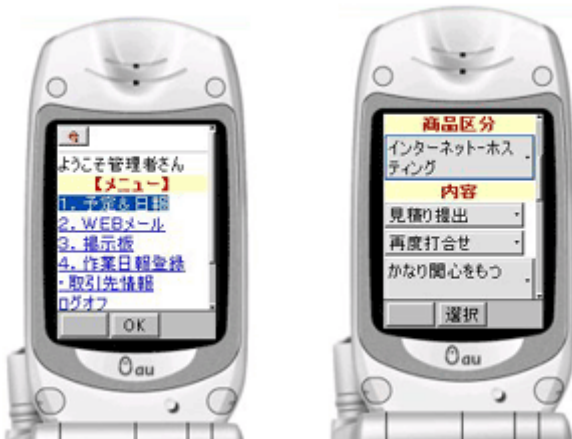 ようこそ管理者さん
【メニュー】
1. 予定&日報
2. WEBメール
3. 掲示板
4. 作業日報登録
・取引先情報
ログオフ
OK
au
商品区分
インターネット-ホス
ティング
内容
見積り提出
再度打合せ
かなり関心をもつ
選択
au